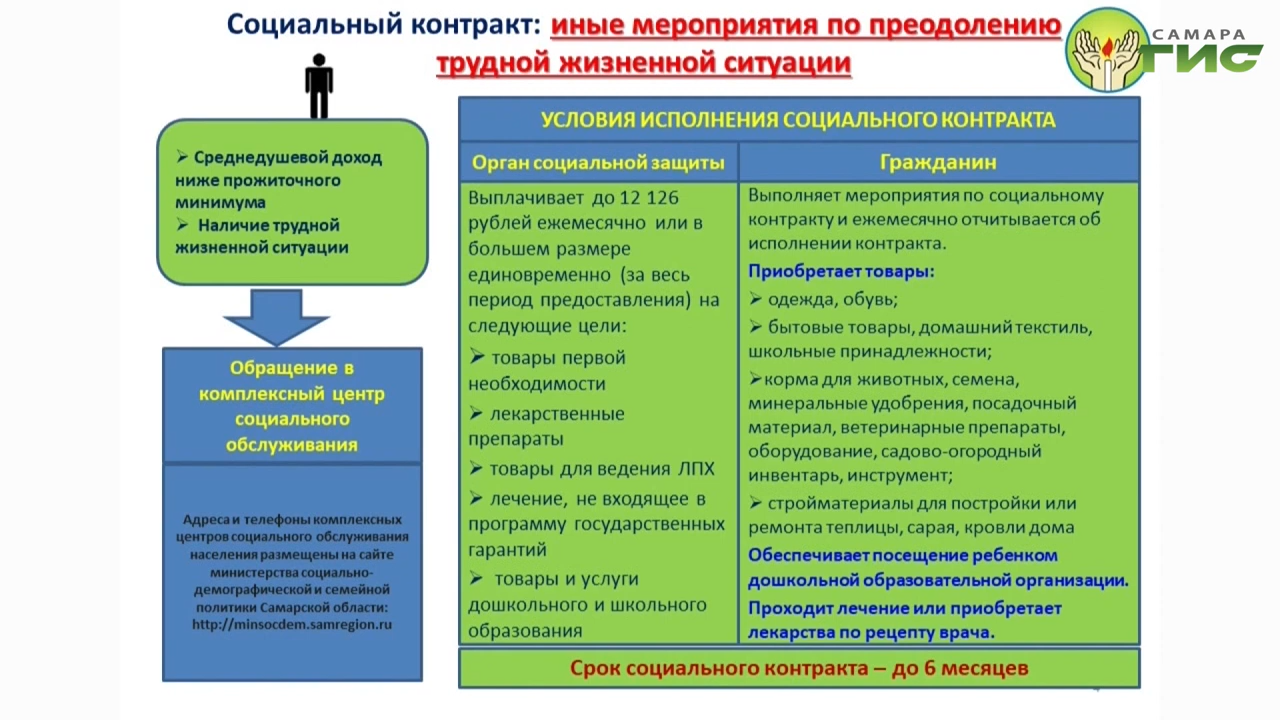 Социальный контракт: иные мероприятия по преодолению
трудной жизненной ситуации
САМАРА
ГИС
➢ Среднедушевой доход
ниже прожиточного
минимума
➢ Наличие трудной
жизненной ситуации
Обращение в
комплексный центр
социального
обслуживания
Адреса и телефоны комплексных
центров социального обслуживания
населения размещены на сайте
министерства социально-
демографической и семейной
политики Самарской области:
http://minsocdem.samregion.ru
УСЛОВИЯ ИСПОЛНЕНИЯ СОЦИАЛЬНОГО КОНТРАКТА
Орган социальной защиты
Выплачивает до 12 126
рублей ежемесячно или в
большем размере
единовременно (за весь
период предоставления) на
следующие цели:
➢ товары первой
необходимости
➢ лекарственные
препараты
➢ товары для ведения ЛПХ
➢ лечение, не входящее в
программу государственных
гарантий
➢ товары и услуги
дошкольного и школьного
образования
Гражданин
Выполняет мероприятия по социальному
контракту и ежемесячно отчитывается об
исполнении контракта.
Приобретает товары:
➢ одежда, обувь;
➢ бытовые товары, домашний текстиль,
школьные принадлежности;
➢корма для животных, семена,
минеральные удобрения, посадочный
материал, ветеринарные препараты,
оборудование, садово-огородный
инвентарь, инструмент;
➢ стройматериалы для постройки или
ремонта теплицы, сарая, кровли дома
Обеспечивает посещение ребенком
дошкольной образовательной организации.
Проходит лечение или приобретает
лекарства по рецепту врача.
Срок социального контракта – до 6 месяцев